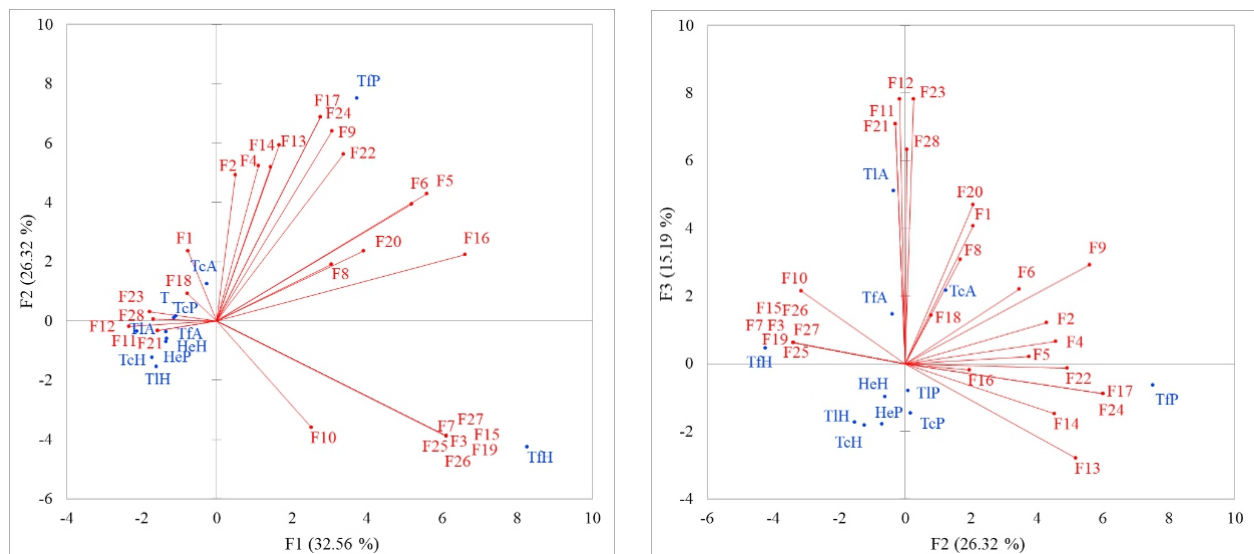 10
8
6
4
2
0
-2
-4
-6
-4
-2
0
2
4
6
8
10
F2 (26.32 %)
F1 (32.56 %)
TfP
F17
F24
F9
F14
F13
F22
F4
F2
F6
F5
F1
F20
F16
TcA
F8
F18
T
TcP
F23
F28
F12
TlA
TfA
F11
F21
HeH
TcH
HeP
TlH
F10
F7
F27
F15
F25
F3
F19
F26
TfH
10
8
6
4
2
0
-2
-4
-6
-4
-2
0
2
4
6
8
10
F3 (15.19 %)
F2 (26.32 %)
F12
F23
F11
F21
F28
TlA
F20
F1
F9
F8
F10
F6
TfA
TcA
F15
F26
F18
F2
F7
F3
F27
F19
F25
F4
TfH
F5
F16
F22
HeH
TlP
F17
TfP
F24
TlH
HeP
TcP
F14
TcH
F13